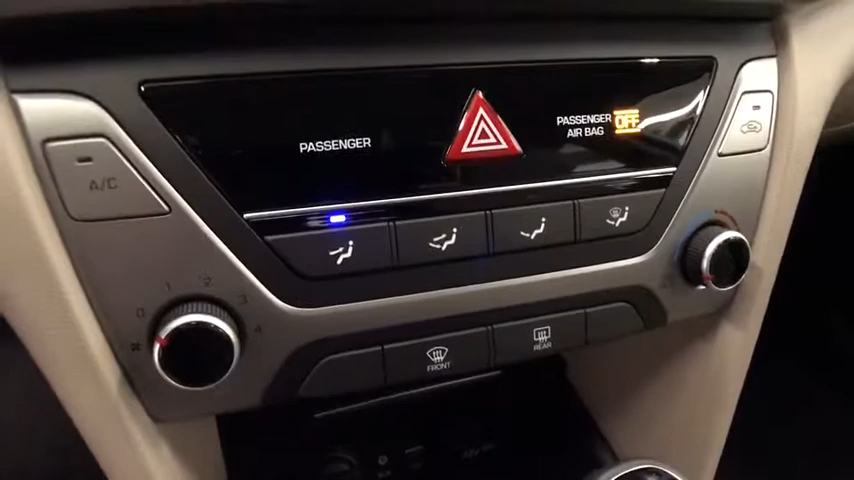 PASSENGER
PASSENGER
AIR BAG
OFF
A/C
0
1
2
3
4
FRONT
REAR